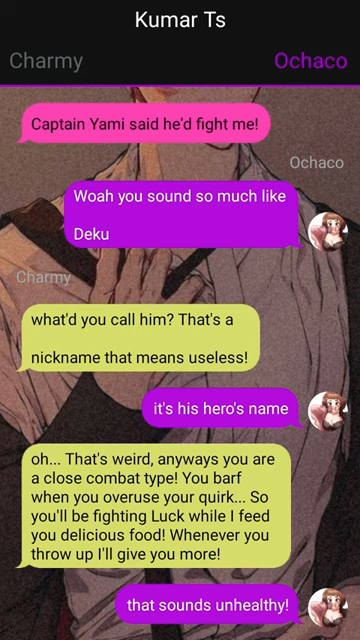 Kumar Ts
Charmy
Ochaco
Captain Yami said he'd fight me!
Ochaco
Woah you sound so much like
Deku
Charmy
what'd you call him? That's a
nickname that means useless!
it's his hero's name
oh... That's weird, anyways you are
a close combat type! You barf
when you overuse your quirk... So
you'll be fighting Luck while I feed
you delicious food! Whenever you
throw up I'll give you more!
that sounds unhealthy!